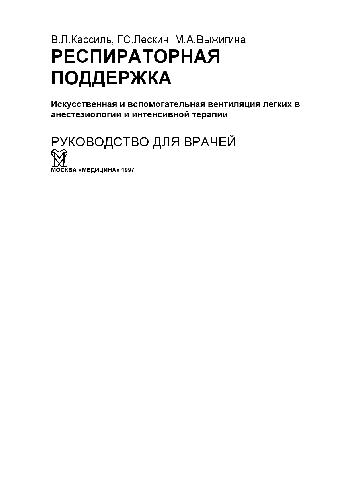 В.Л.Кассиль, Г.С.Лескин, М.А.Выжигина
РЕСПИРАТОРНАЯ
ПОДДЕРЖКА
Искусственная и вспомогательная вентиляция легких в
анестезиологии и интенсивной терапии
РУКОВОДСТВО ДЛЯ ВРАЧЕЙ
МОСКВА «МЕДИЦИНА» 1997